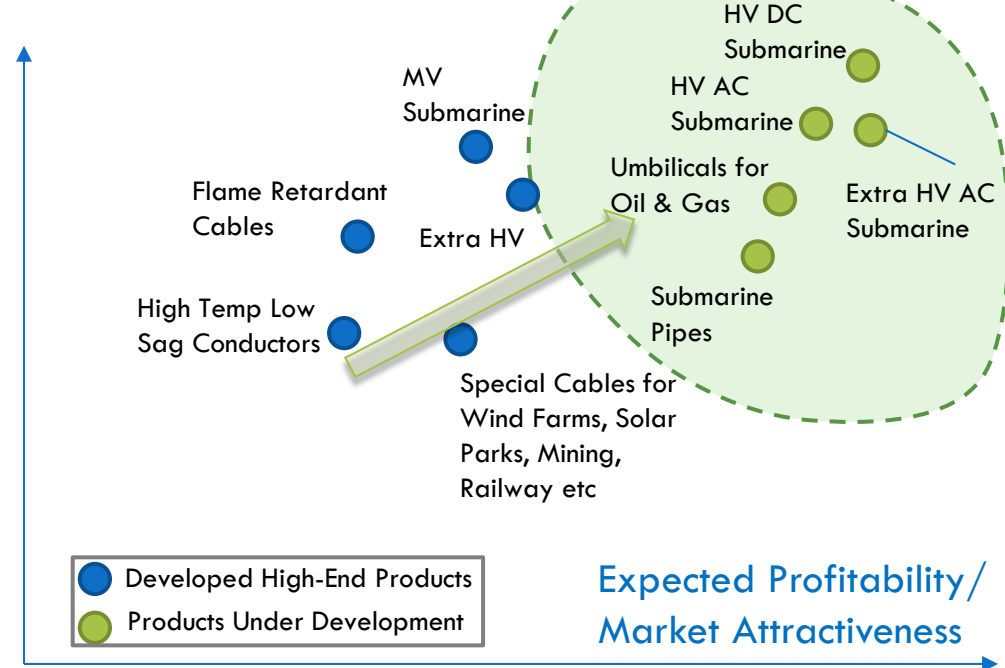 HV DC
Submarine
MV
Submarine
HV AC
Submarine
Umbilicals for
Oil & Gas
Flame Retardant
Cables
Extra HV AC
Submarine
Extra HV
High Temp Low
Sag Conductors
Submarine
Pipes
Special Cables for
Wind Farms, Solar
Parks, Mining,
Railway etc
Developed High-End Products
Products Under Development
Expected Profitability/
Market Attractiveness